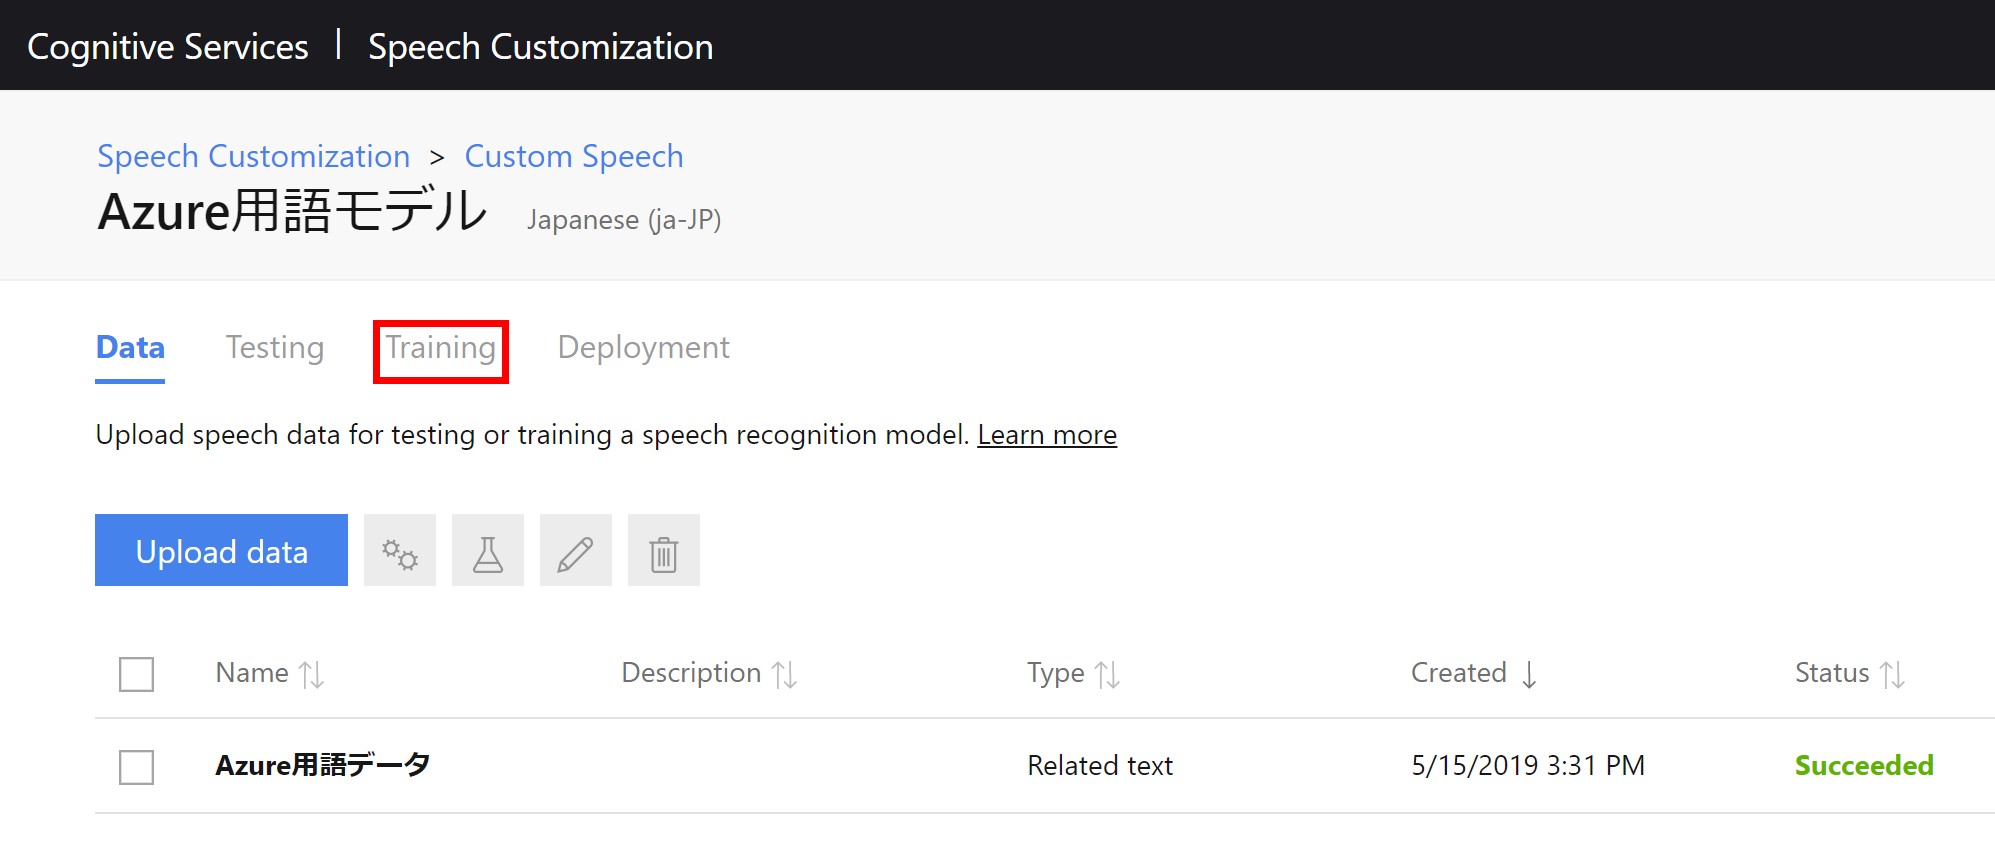 Cognitive Services | Speech Customization
Speech Customization > Custom Speech
Azure用語モデル Japanese (ja-JP)
Data Testing Training Deployment
Upload speech data for testing or training a speech recognition model. Learn more
Upload data
Name Description Type Created Status
Azure用語データ Related text 5/15/2019 3:31 PM Succeeded